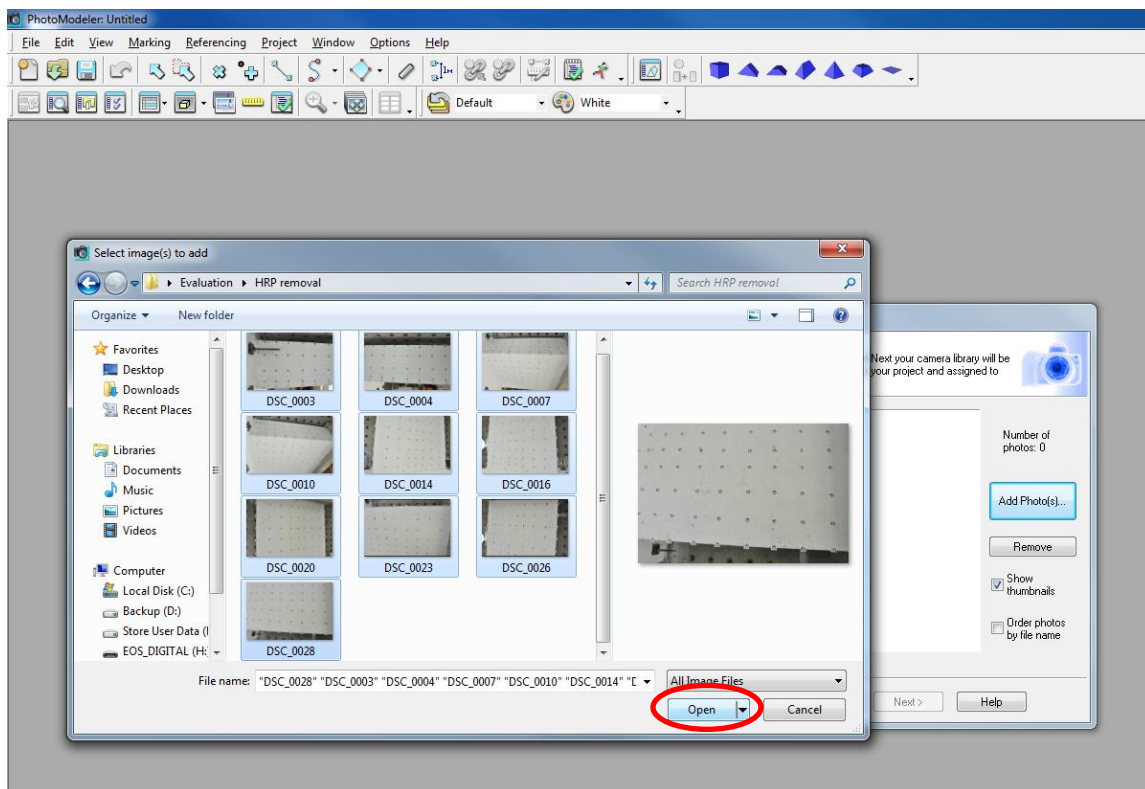 PhotoModeler: Untitled
File Edit View Marking Referencing Project Window Options Help
Default White
Select image(s) to add
Evaluation HRP removal Search HRP removal
Organize New folder
Favorites
Desktop
Downloads
Recent Places
Libraries
Documents
Music
Pictures
Videos
Computer
Local Disk (C:)
Backup (D:)
Store User Data (
EOS_DIGITAL (H:
DSC_0003 DSC_0004 DSC_0007
DSC_0010 DSC_0014 DSC_0016
DSC_0020 DSC_0023 DSC_0026
DSC_0028
File name: "DSC_0028" "DSC_0003" "DSC_0004" "DSC_0007" "DSC_0010" "DSC_0014" "D
All Image Files
Open Cancel
Next your camera library will be
your project and assigned to
Number of
photos: 0
Add Photo(s)...
Remove
Show
thumbnails
Order photos
by file name
Next > Help